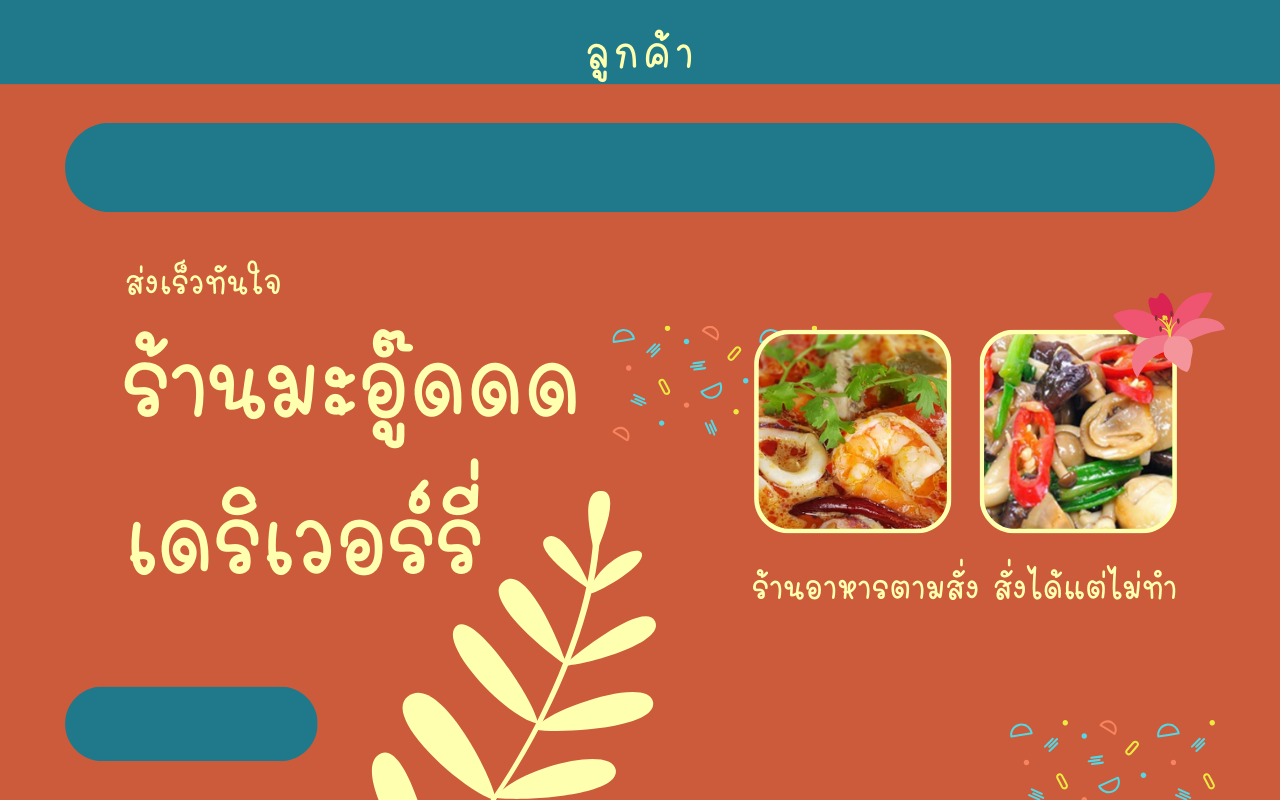 ลูกค้า
ส่งเร็วทันใจ
ร้านมะอู๊ดดด
เดริเวอร์รี่
ร้านอาหารตามสั่ง สั่งได้แต่ไม่ทำ